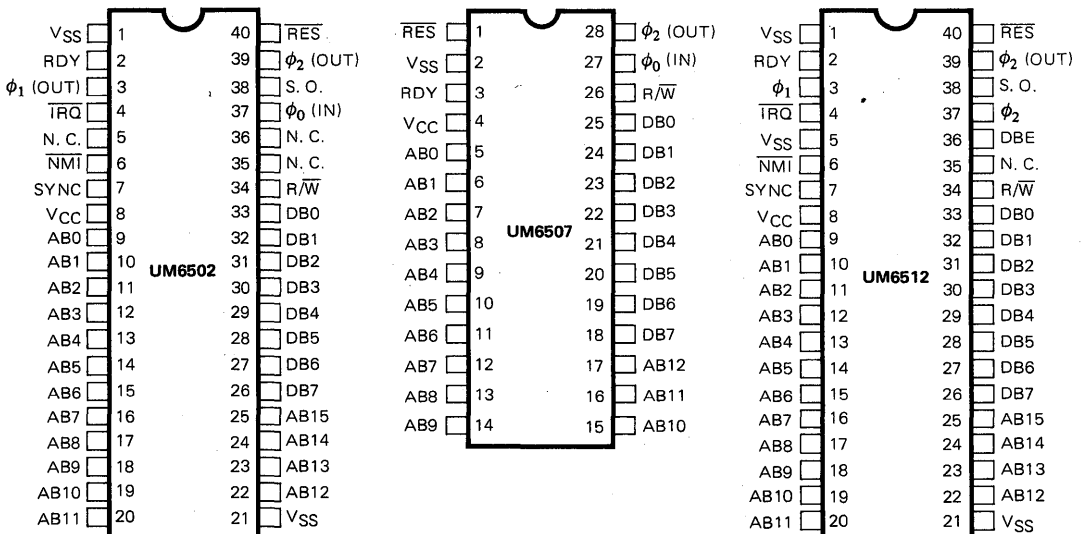 VSS 1 40 RES
RDY 2 39 ϕ2 (OUT)
ϕ1 (OUT) 3 38 S. O.
IRQ 4 37 ϕ0 (IN)
N. C. 5 36 N. C.
NMI 6 35 N. C.
SYNC 7 34 R/W
VCC 8 33 DB0
AB0 9 32 DB1
AB1 10 31 DB2
UM6502
AB2 11 30 DB3
AB3 12 29 DB4
AB4 13 28 DB5
AB5 14 27 DB6
AB6 15 26 DB7
AB7 16 25 AB15
AB8 17 24 AB14
AB9 18 23 AB13
AB10 19 22 AB12
AB11 20 21 VSS
RES 1 28 ϕ2 (OUT)
VSS 2 27 ϕ0 (IN)
RDY 3 26 R/W
VCC 4 25 DB0
AB0 5 24 DB1
AB1 6 23 DB2
AB2 7 22 DB3
UM6507
AB3 8 21 DB4
AB4 9 20 DB5
AB5 10 19 DB6
AB6 11 18 DB7
AB7 12 17 AB12
AB8 13 16 AB11
AB9 14 15 AB10
VSS 1 40 RES
RDY 2 39 ϕ2 (OUT)
ϕ1 3 38 S. O.
IRQ 4 37 ϕ2
VSS 5 36 DBE
NMI 6 35 N. C.
SYNC 7 34 R/W
VCC 8 33 DB0
AB0 9 32 DB1
AB1 10 31 DB2
UM6512
AB2 11 30 DB3
AB3 12 29 DB4
AB4 13 28 DB5
AB5 14 27 DB6
AB6 15 26 DB7
AB7 16 25 AB15
AB8 17 24 AB14
AB9 18 23 AB13
AB10 19 22 AB12
AB11 20 21 VSS